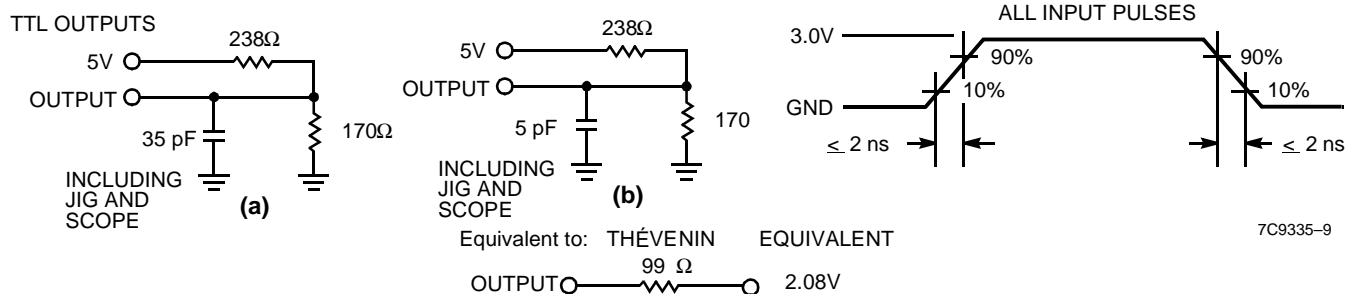 TTL OUTPUTS
238Ω
5V
OUTPUT
35 pF
170Ω
INCLUDING
JIG AND
SCOPE
(a)
238Ω
5V
OUTPUT
5 pF
170
INCLUDING
JIG AND
SCOPE
(b)
ALL INPUT PULSES
3.0V
90%
10%
GND
≤ 2 ns
90%
10%
≤ 2 ns
7C9335–9
Equivalent to: THÉVENIN EQUIVALENT
OUTPUT 99 Ω 2.08V